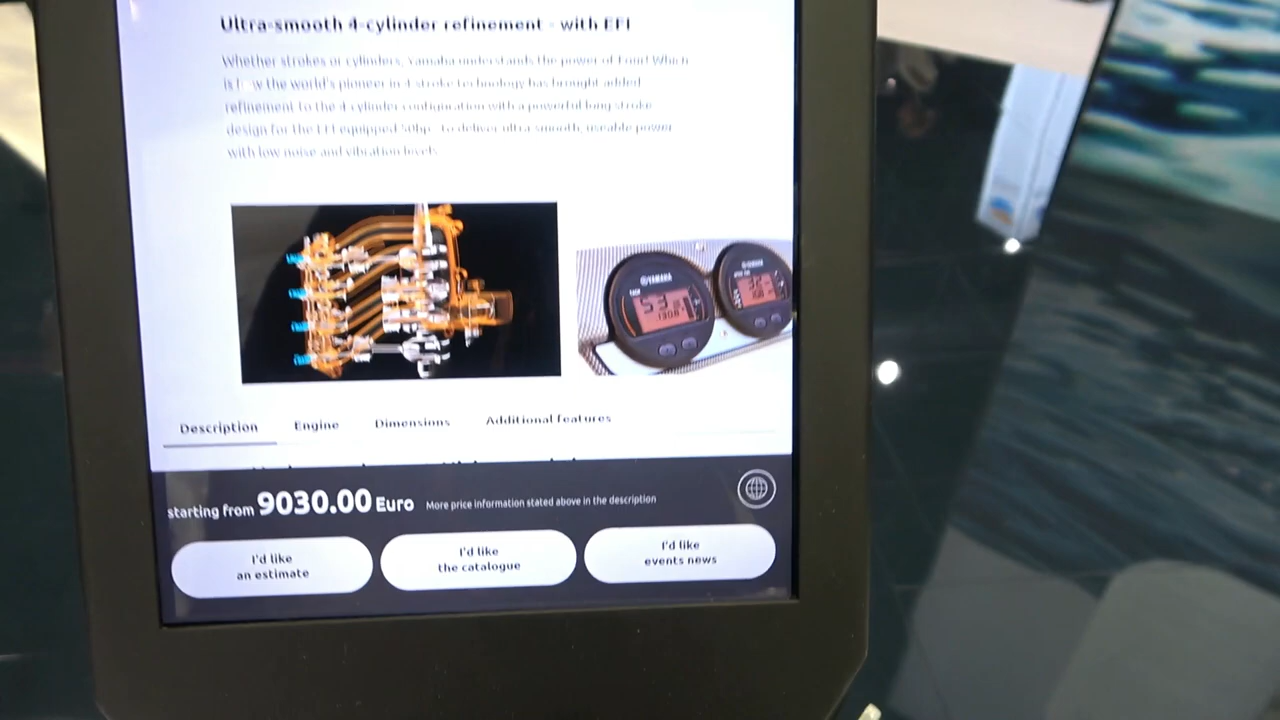 Ultra-smooth 4-cylinder refinement - with EFI
Whether strokes or cylinders, Yamaha understands the power of Four! Which
is how the world's pioneer in 4-stroke technology has brought added
refinement to the 4-cylinder configuration with a powerful long stroke
design for the EFI equipped 50hp - to deliver ultra-smooth, useable power
with low noise and vibration levels.
YAMAHA
YAMAHA
Description Engine Dimensions Additional features
starting from 9030.00 Euro More price information stated above in the description
I'd like
an estimate
I'd like
the catalogue
I'd like
events news